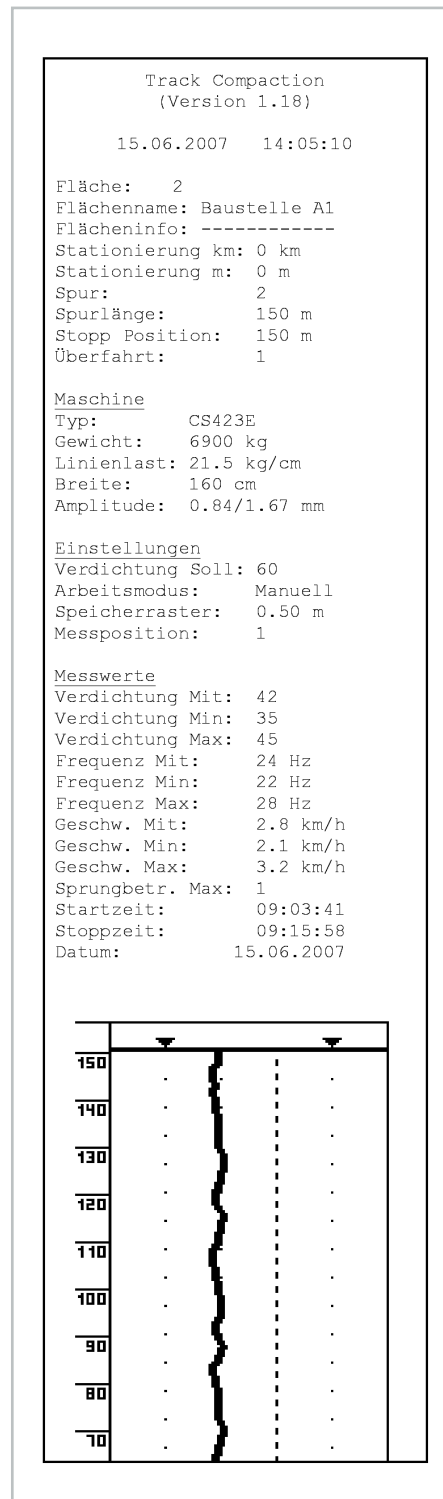 Track Compaction
(Version 1.18)
15.06.2007 14:05:10
Fläche: 2
Flächenname: Baustelle A1
Flächeninfo: ------------
Stationierung km: 0 km
Stationierung m: 0 m
Spur: 2
Spurlänge: 150 m
Stopp Position: 150 m
Überfahrt: 1
Maschine
Typ: CS423E
Gewicht: 6900 kg
Linienlast: 21.5 kg/cm
Breite: 160 cm
Amplitude: 0.84/1.67 mm
Einstellungen
Verdichtung Soll: 60
Arbeitsmodus: Manuell
Speicherraster: 0.50 m
Messposition: 1
Messwerte
Verdichtung Mit: 42
Verdichtung Min: 35
Verdichtung Max: 45
Frequenz Mit: 24 Hz
Frequenz Min: 22 Hz
Frequenz Max: 28 Hz
Geschw. Mit: 2.8 km/h
Geschw. Min: 2.1 km/h
Geschw. Max: 3.2 km/h
Sprungbetr. Max: 1
Startzeit: 09:03:41
Stoppzeit: 09:15:58
Datum: 15.06.2007
150
140
130
120
110
100
90
80
70